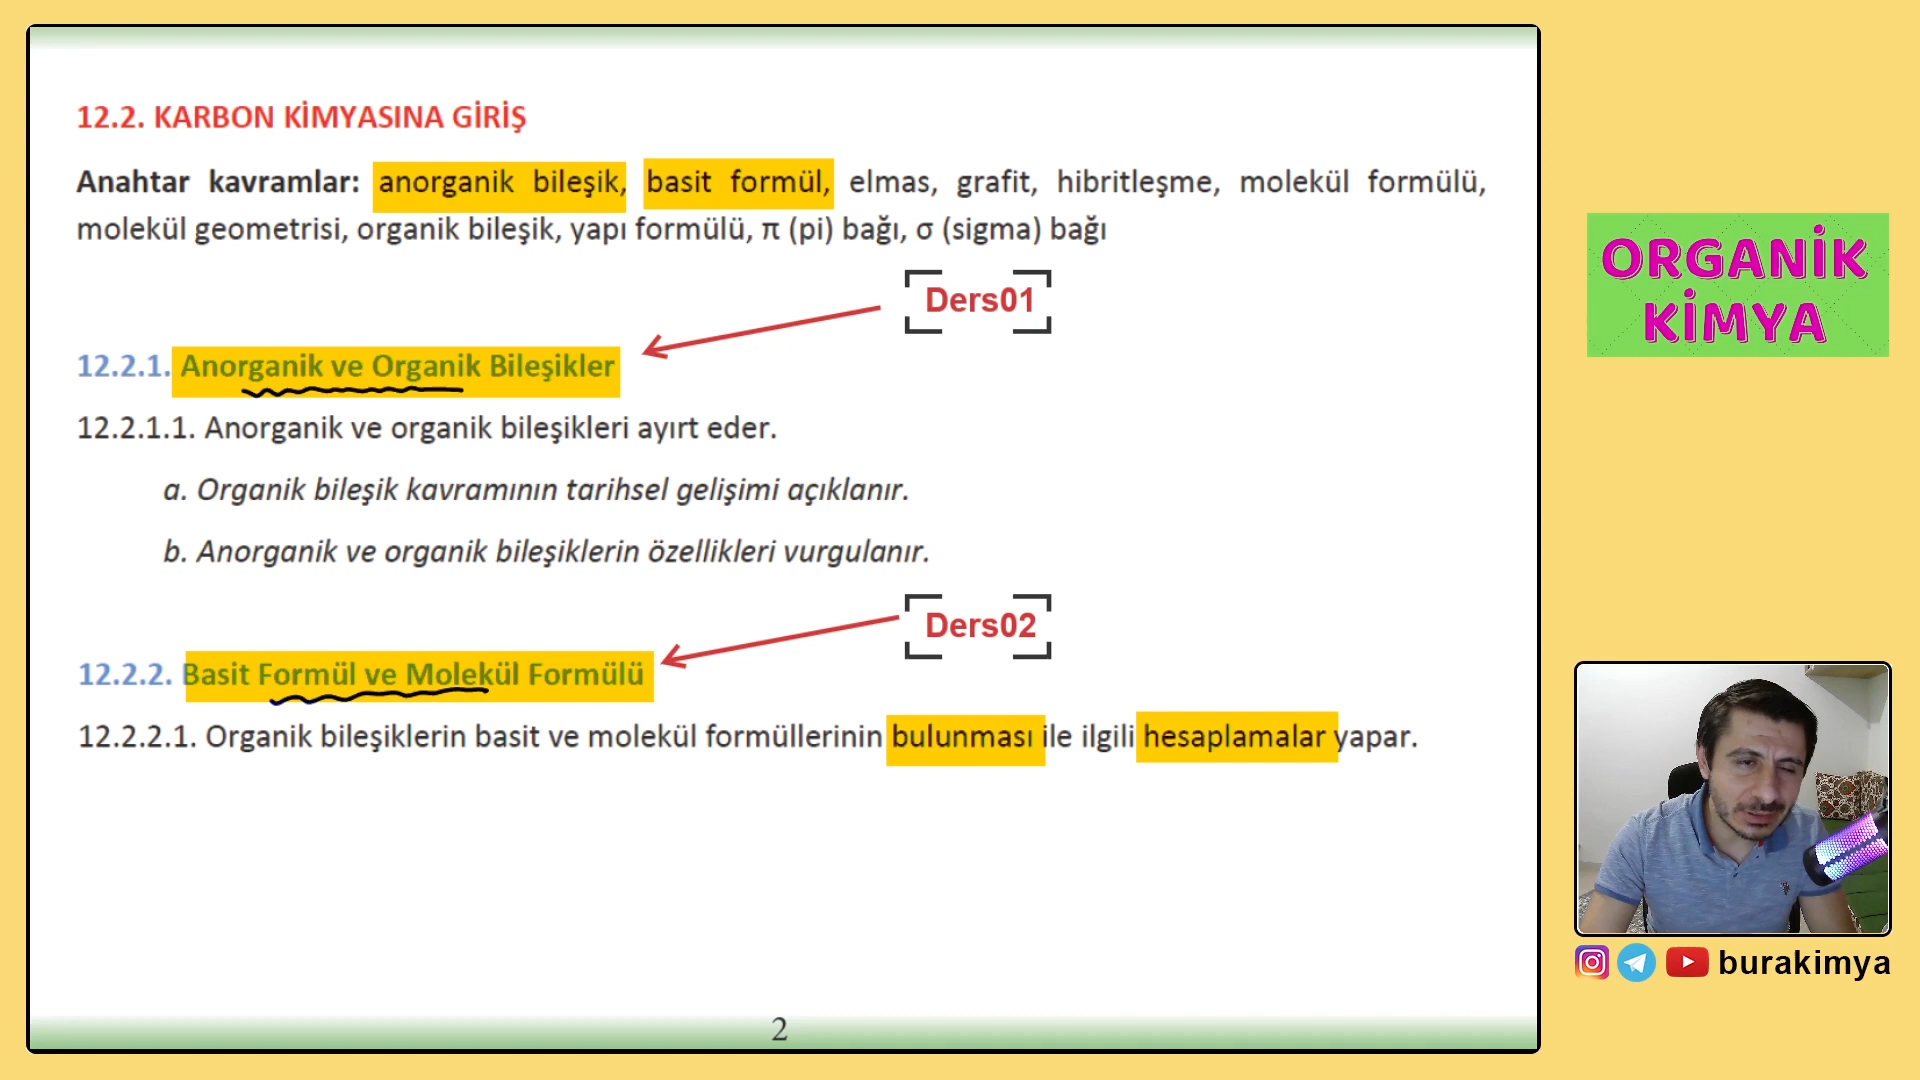 12.2. KARBON KİMYASINA GİRİŞ
Anahtar kavramlar: anorganik bileşik, basit formül, elmas, grafit, hibritleşme, molekül formülü,
molekül geometrisi, organik bileşik, yapı formülü, π (pi) bağı, σ (sigma) bağı
Ders01
12.2.1. Anorganik ve Organik Bileşikler
12.2.1.1. Anorganik ve organik bileşikleri ayırt eder.
a. Organik bileşik kavramının tarihsel gelişimi açıklanır.
b. Anorganik ve organik bileşiklerin özellikleri vurgulanır.
Ders02
12.2.2. Basit Formül ve Molekül Formülü
12.2.2.1. Organik bileşiklerin basit ve molekül formüllerinin bulunması ile ilgili hesaplamalar yapar.
2
ORGANİK
KİMYA
burakimya